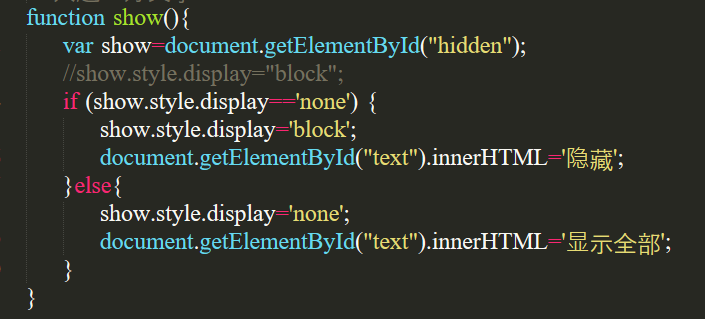 function show(){
var show=document.getElementById("hidden");
//show.style.display="block";
if (show.style.display=='none') {
show.style.display='block';
document.getElementById("text").innerHTML='隐藏';
}else{
show.style.display='none';
document.getElementById("text").innerHTML='显示全部';
}
}